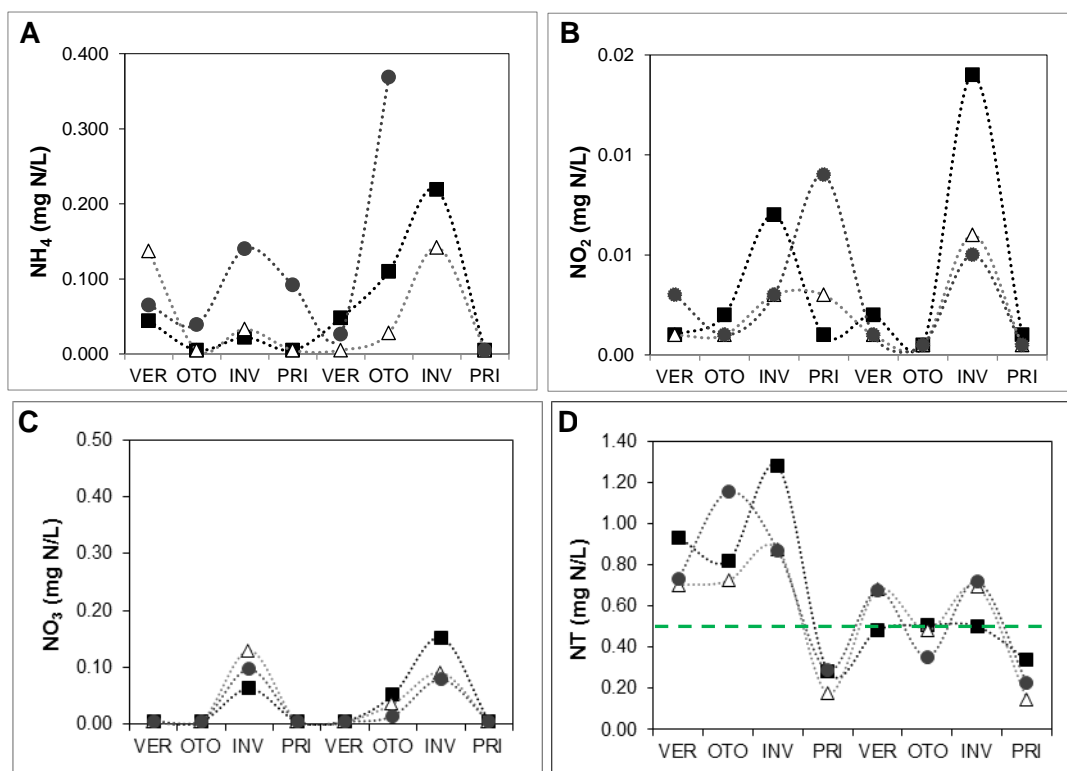 A
NH4 (mg N/L)
0.400
0.300
0.200
0.100
0.000
VER OTO INV PRI VER OTO INV PRI
B
NO2 (mg N/L)
0.02
0.01
0.01
0.00
VER OTO INV PRI VER OTO INV PRI
C
NO3 (mg N/L)
0.50
0.40
0.30
0.20
0.10
0.00
VER OTO INV PRI VER OTO INV PRI
D
NT (mg N/L)
1.40
1.20
1.00
0.80
0.60
0.40
0.20
0.00
VER OTO INV PRI VER OTO INV PRI